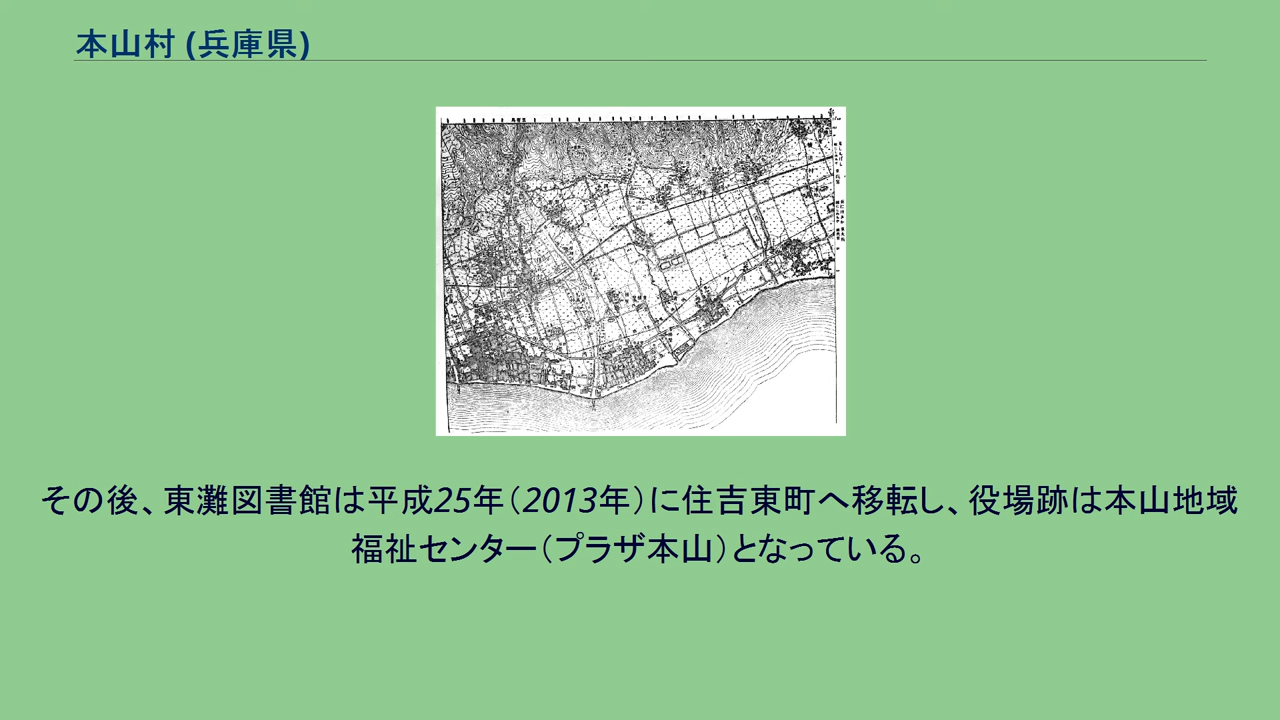 本山村 (兵庫県)
その後、東灘図書館は平成25年（2013年）に住吉東町へ移転し、役場跡は本山地域
福祉センター（プラザ本山）となっている。